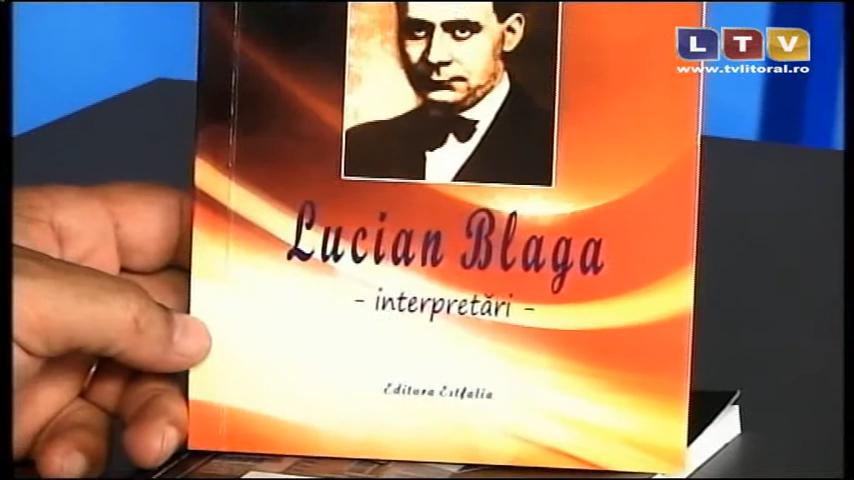 LTV
www.tvlitoral.ro
Lucian Blaga
- interpretări -
Editura Estfalia